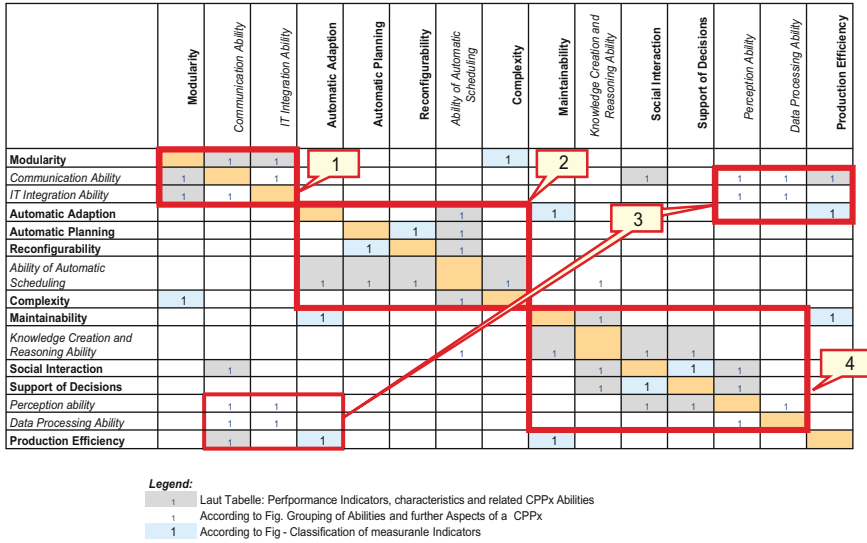 Modularity
Communication Ability
IT Integration Ability
Automatic Adaption
Automatic Planning
Reconfigurability
Ability of Automatic
Scheduling
Complexity
Maintainability
Knowledge Creation and
Reasoning Ability
Social Interaction
Support of Decisions
Perception Ability
Data Processing Ability
Production Efficiency
Modularity 1 1 1
Communication Ability 1 1 1 1 1 1
IT Integration Ability 1 1 1 1
Automatic Adaption 1 1 1
Automatic Planning 1 1
Reconfigurability 1 1
Ability of Automatic
Scheduling 1 1 1 1 1
Complexity 1 1
Maintainability 1 1 1
Knowledge Creation and
Reasoning Ability 1 1 1 1
Social Interaction 1 1 1 1
Support of Decisions 1 1 1
Perception ability 1 1 1 1 1
Data Processing Ability 1 1 1
Production Efficiency 1 1 1
1
2
3
4
Legend:
1 Laut Tabelle: Perfpormance Indicators, characteristics and related CPPx Abilities
1 According to Fig. Grouping of Abilities and further Aspects of a CPPx
1 According to Fig - Classification of measuranle Indicators